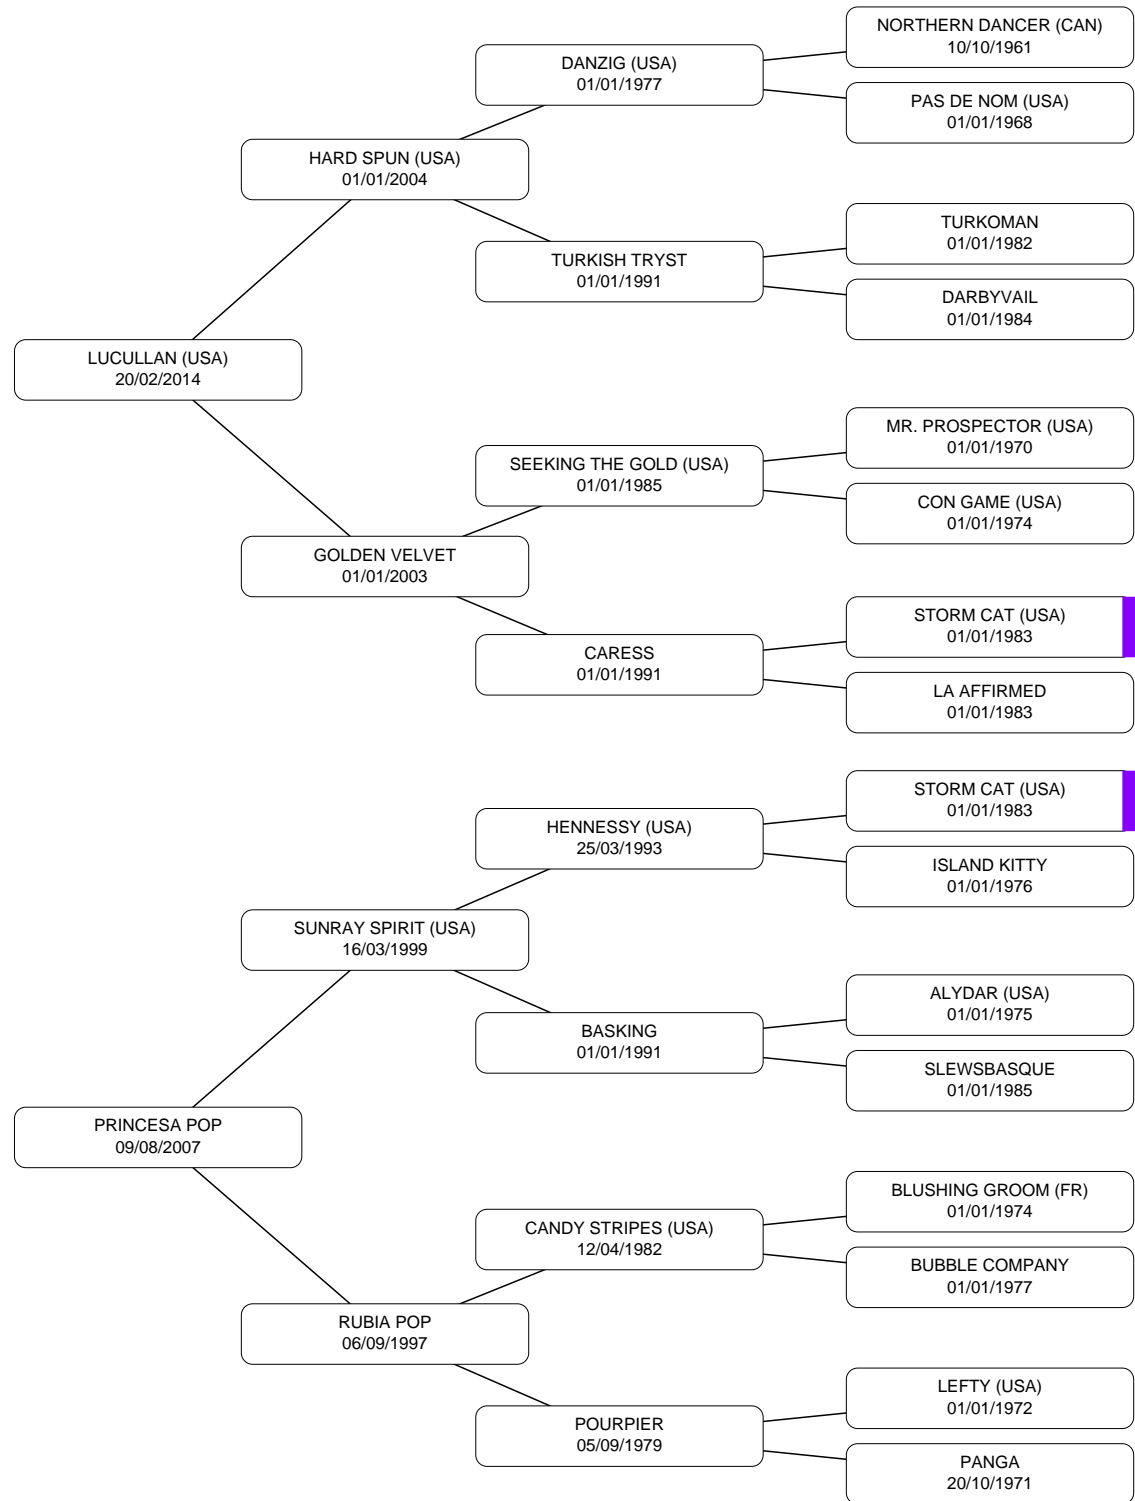 NORTHERN DANCER (CAN)
10/10/1961
DANZIG (USA)
01/01/1977
PAS DE NOM (USA)
01/01/1968
HARD SPUN (USA)
01/01/2004
TURKOMAN
01/01/1982
TURKISH TRYST
01/01/1991
DARBYVAIL
01/01/1984
LUCULLAN (USA)
20/02/2014
MR. PROSPECTOR (USA)
01/01/1970
SEEKING THE GOLD (USA)
01/01/1985
CON GAME (USA)
01/01/1974
GOLDEN VELVET
01/01/2003
STORM CAT (USA)
01/01/1983
CARESS
01/01/1991
LA AFFIRMED
01/01/1983
STORM CAT (USA)
01/01/1983
HENNESSY (USA)
25/03/1993
ISLAND KITTY
01/01/1976
SUNRAY SPIRIT (USA)
16/03/1999
ALYDAR (USA)
01/01/1975
BASKING
01/01/1991
SLEWSBASQUE
01/01/1985
PRINCESA POP
09/08/2007
BLUSHING GROOM (FR)
01/01/1974
CANDY STRIPES (USA)
12/04/1982
BUBBLE COMPANY
01/01/1977
RUBIA POP
06/09/1997
LEFTY (USA)
01/01/1972
POURPIER
05/09/1979
PANGA
20/10/1971